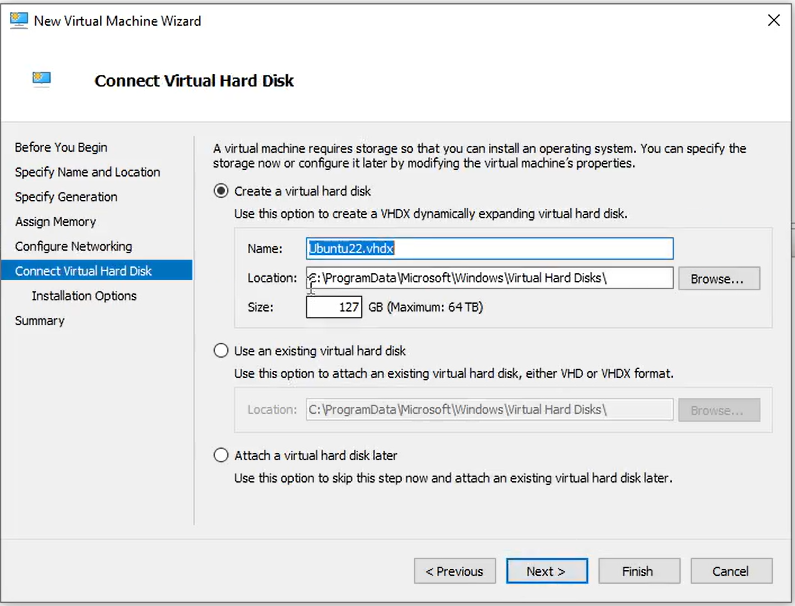 New Virtual Machine Wizard
Connect Virtual Hard Disk
Before You Begin
Specify Name and Location
Specify Generation
Assign Memory
Configure Networking
Connect Virtual Hard Disk
Installation Options
Summary
A virtual machine requires storage so that you can install an operating system. You can specify the
storage now or configure it later by modifying the virtual machine's properties.
Create a virtual hard disk
Use this option to create a VHDX dynamically expanding virtual hard disk.
Name: Ubuntu22.vhdx
Location: C:\ProgramData\Microsoft\Windows\Virtual Hard Disks\ Browse...
Size: 127 GB (Maximum: 64 TB)
Use an existing virtual hard disk
Use this option to attach an existing virtual hard disk, either VHD or VHDX format.
Location: C:\ProgramData\Microsoft\Windows\Virtual Hard Disks\ Browse...
Attach a virtual hard disk later
Use this option to skip this step now and attach an existing virtual hard disk later.
< Previous Next > Finish Cancel